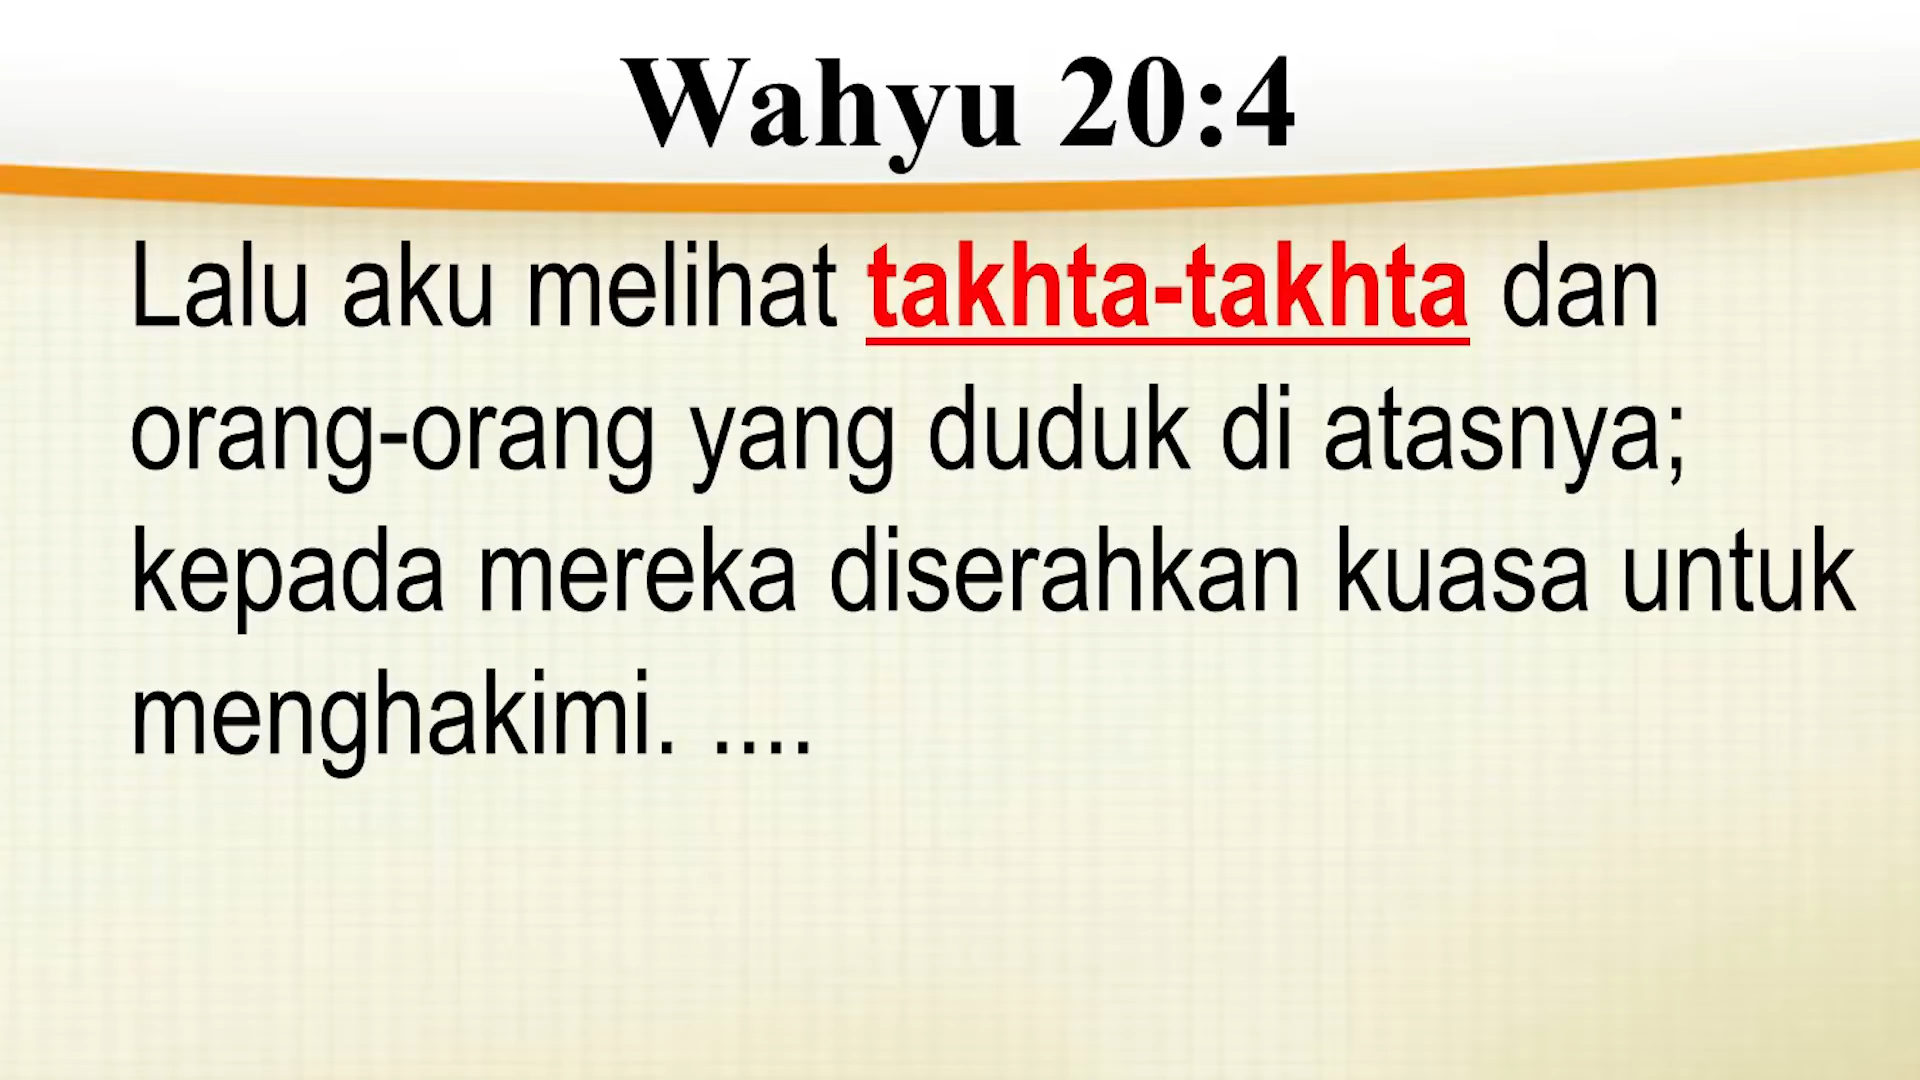 Wahyu 20:4
Lalu aku melihat takhta-takhta dan
orang-orang yang duduk di atasnya;
kepada mereka diserahkan kuasa untuk
menghakimi. ....